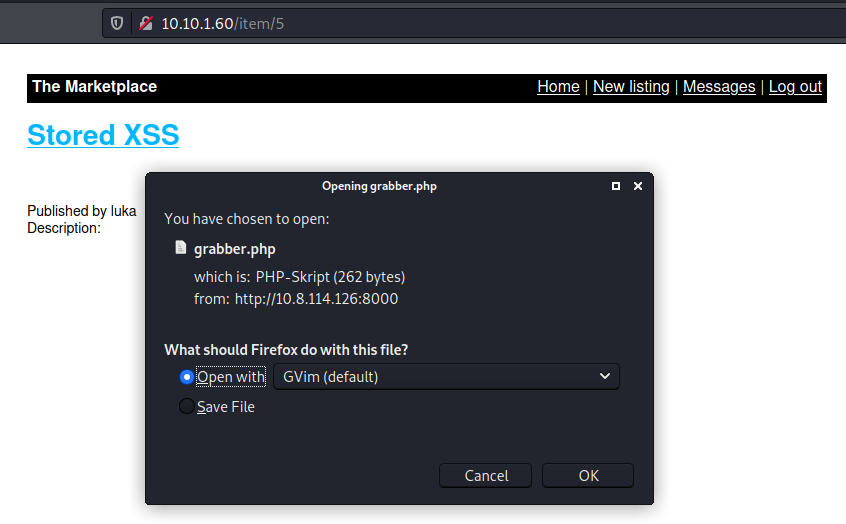 10.10.1.60/item/5
The Marketplace Home | New listing | Messages | Log out
Stored XSS
Published by luka
Description:
Opening grabber.php
You have chosen to open:
grabber.php
which is: PHP-Skript (262 bytes)
from: http://10.8.114.126:8000
What should Firefox do with this file?
Open with GVim (default)
Save File
Cancel OK